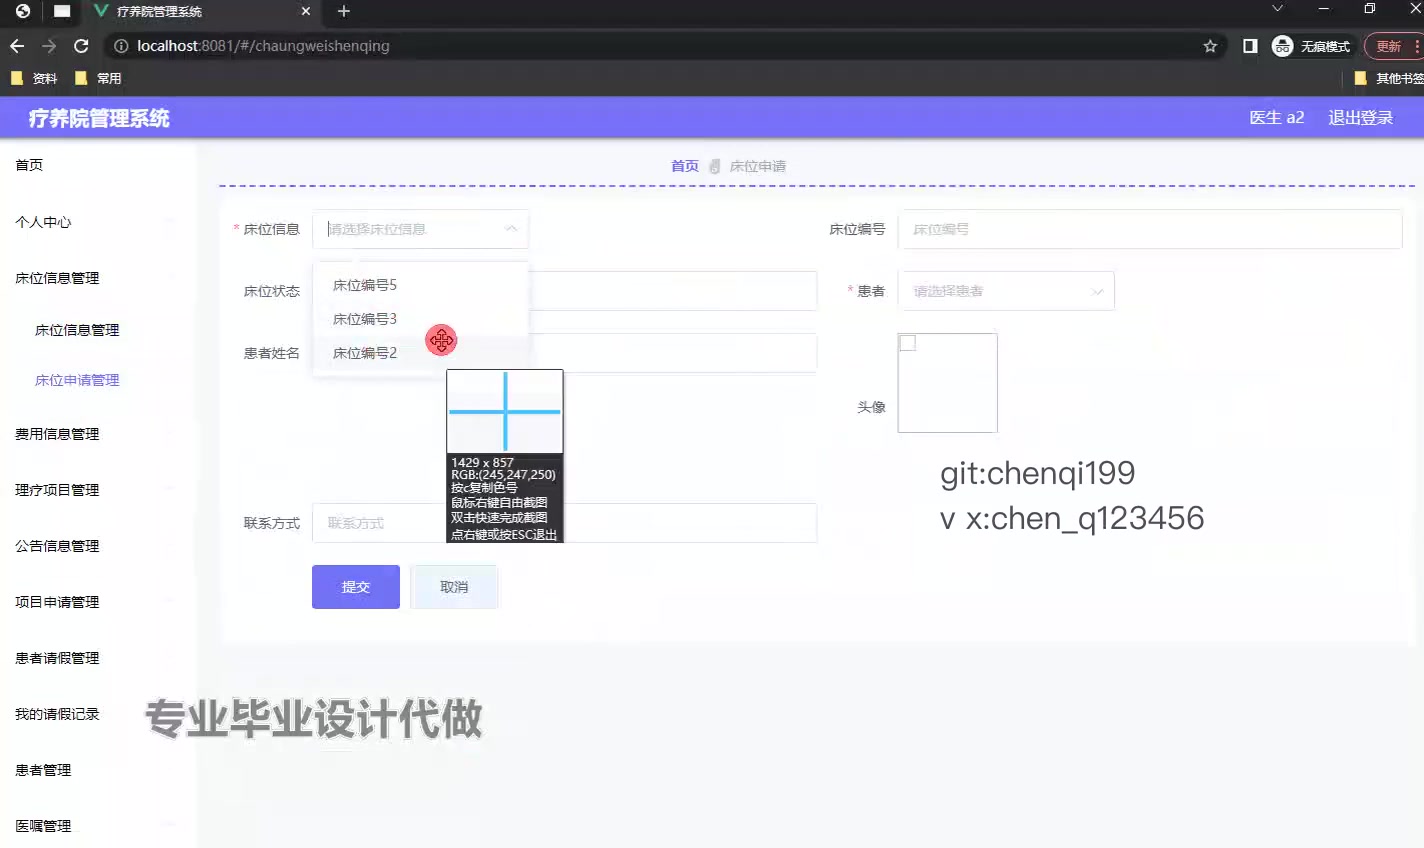 疗养院管理系统
localhost:8081/#/chaungweishenqing
无痕模式
更新
资料
常用
其他书签
疗养院管理系统
医生 a2
退出登录
首页
个人中心
床位信息管理
床位信息管理
床位申请管理
费用信息管理
理疗项目管理
公告信息管理
项目申请管理
患者请假管理
我的请假记录
患者管理
医嘱管理
首页
床位申请
* 床位信息
请选择床位信息
床位编号
床位编号
床位状态
床位编号5
床位编号3
床位编号2
* 患者
请选择患者
患者姓名
头像
1429 x 857
RGB:(245,247,250)
按c复制色号
鼠标右键自由截图
双击快速完成截图
点右键或按ESC退出
联系方式
联系方式
提交
取消
git:chenqi199
v x:chen_q123456
专业毕业设计代做